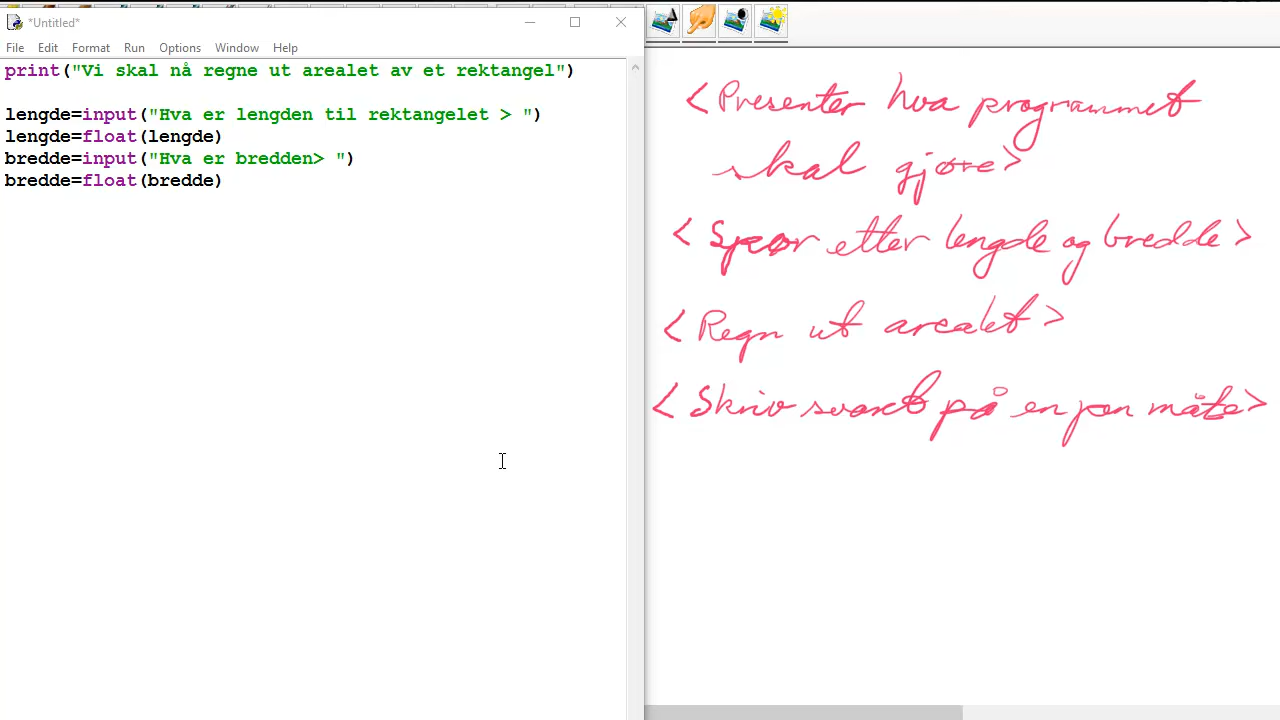 *Untitled*
File Edit Format Run Options Window Help
print("Vi skal nå regne ut arealet av et rektangel")
lengde=input("Hva er lengden til rektangelet > ")
lengde=float(lengde)
bredde=input("Hva er bredden> ")
bredde=float(bredde)
<Presenter hva programmet
skal gjøre>
<Spør etter lengde og bredde>
<Regn ut arealet>
<Skriv svaret på en pen måte>